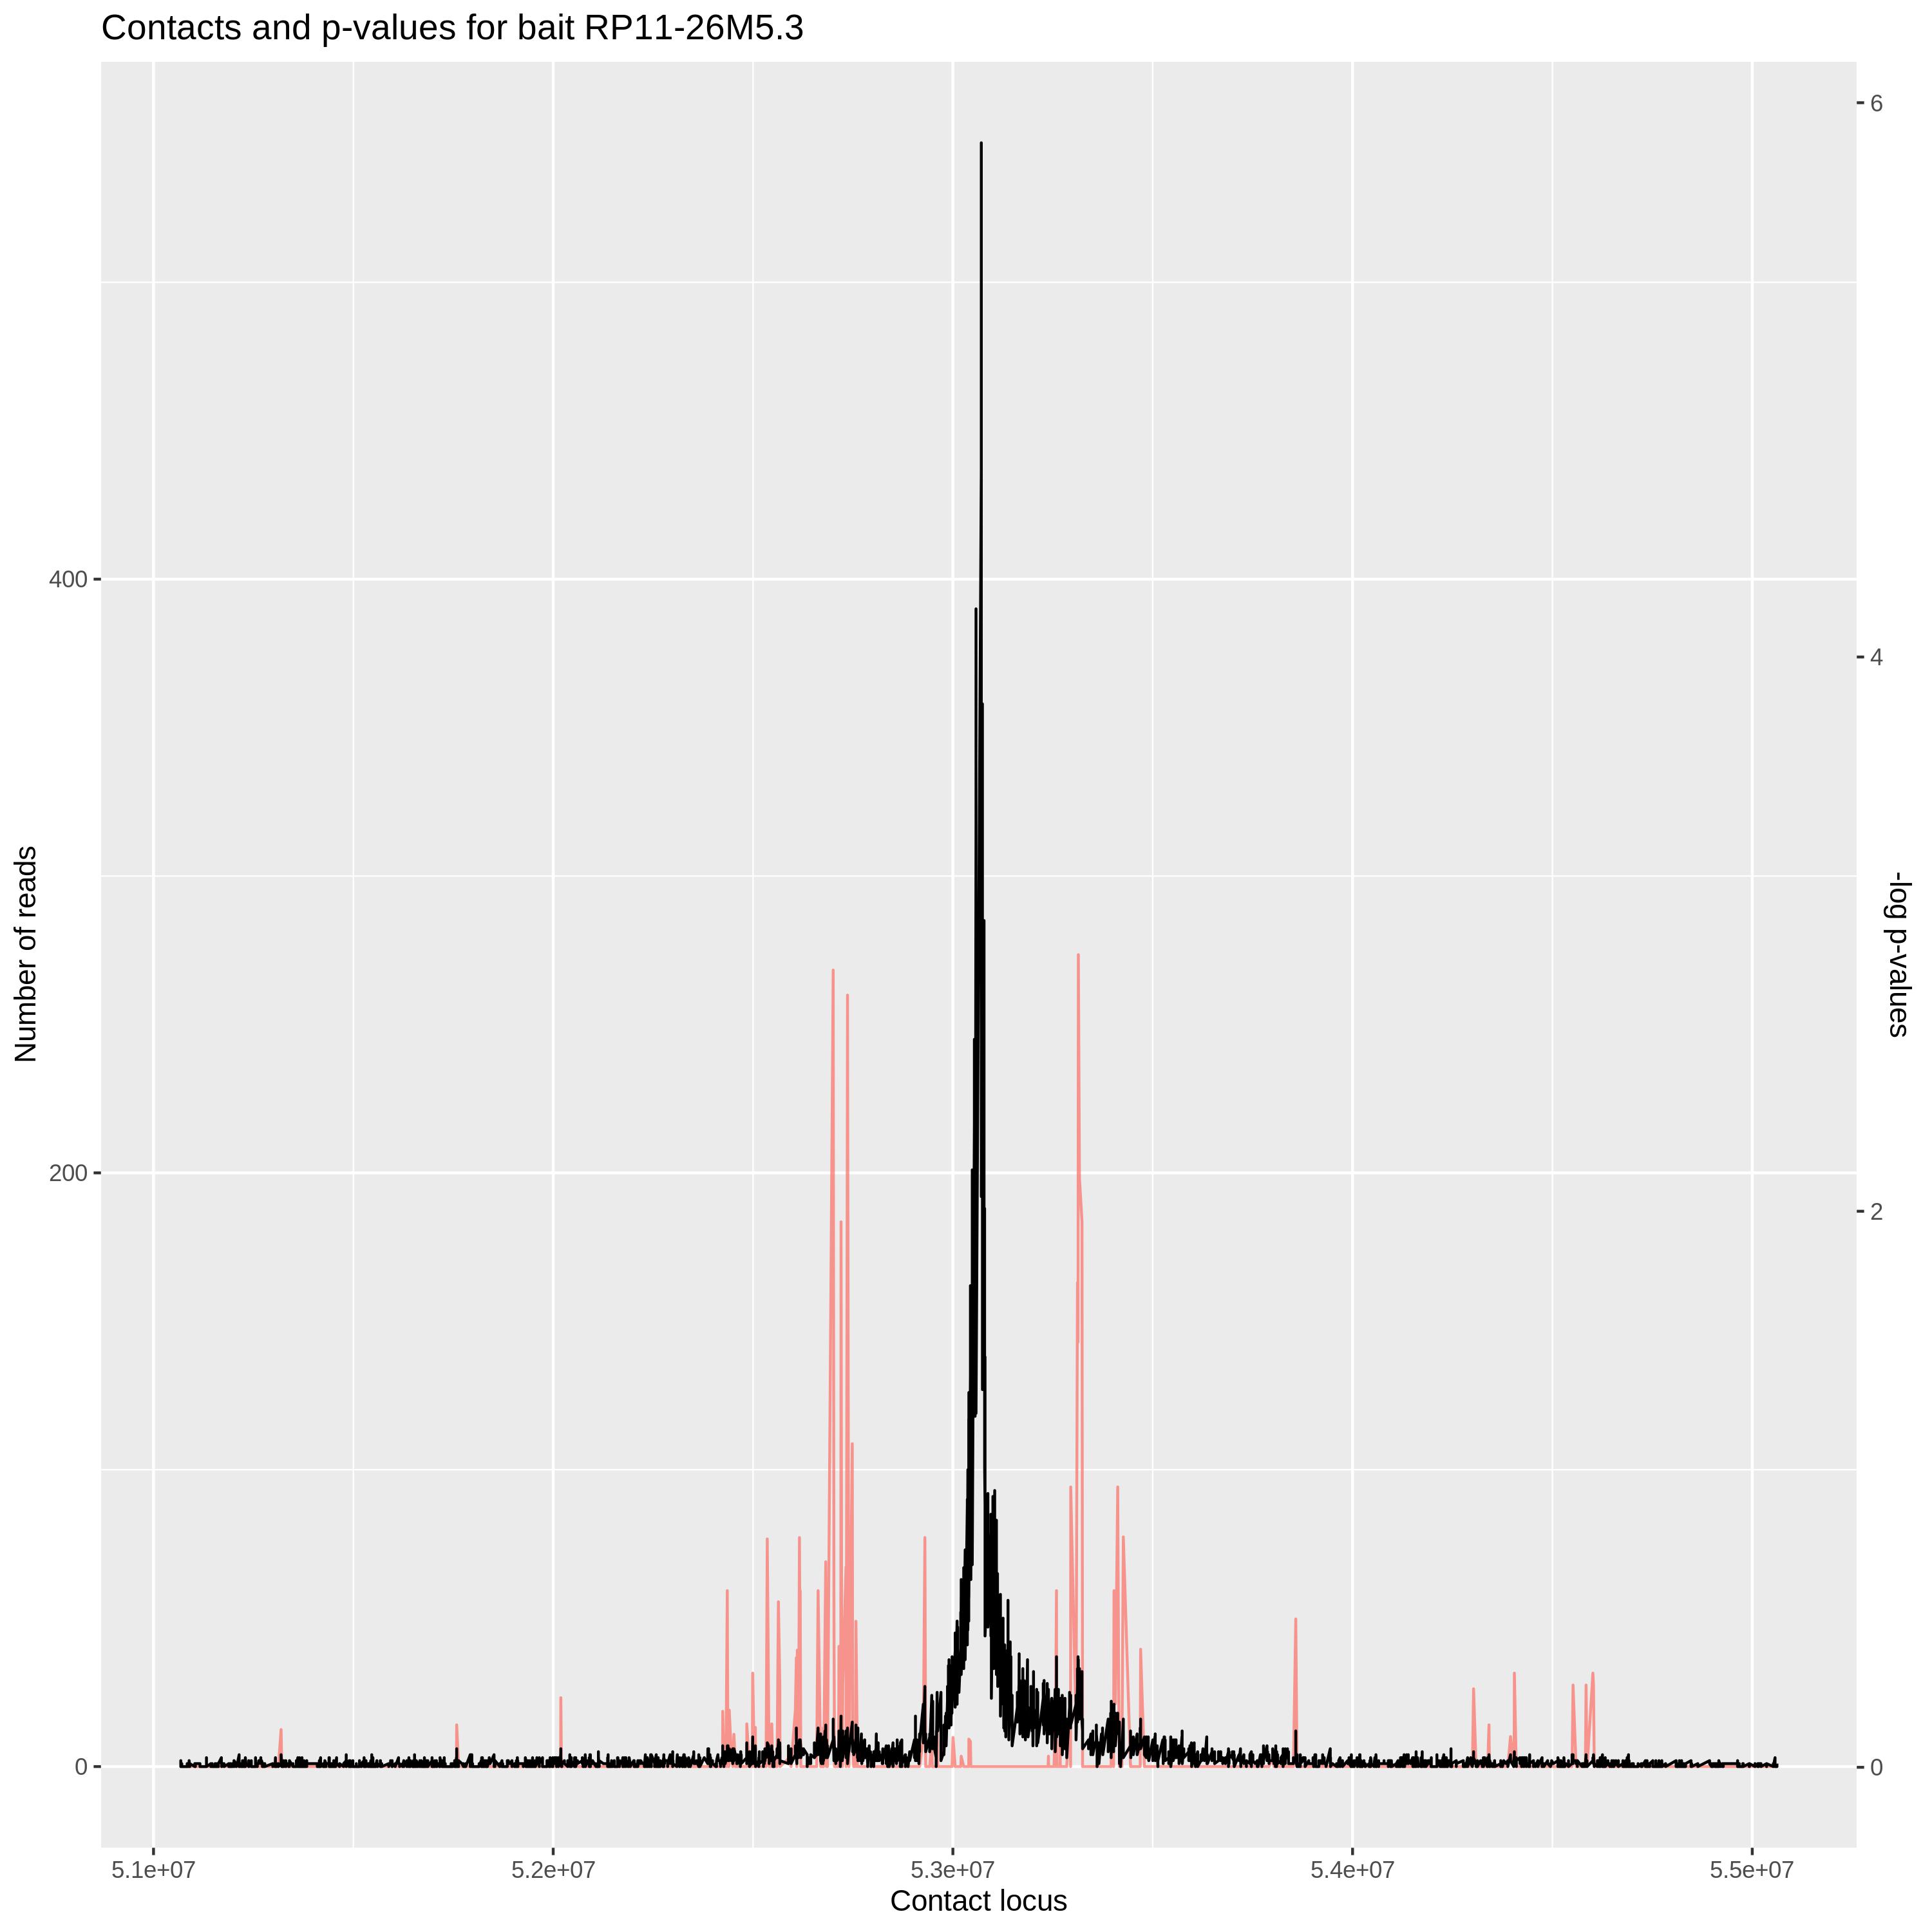 Contacts and p-values for bait RP11-26M5.3
6
400
4
Number of reads
-log p-values
200
2
0
0
5.1e+07
5.2e+07
5.3e+07
5.4e+07
5.5e+07
Contact locus